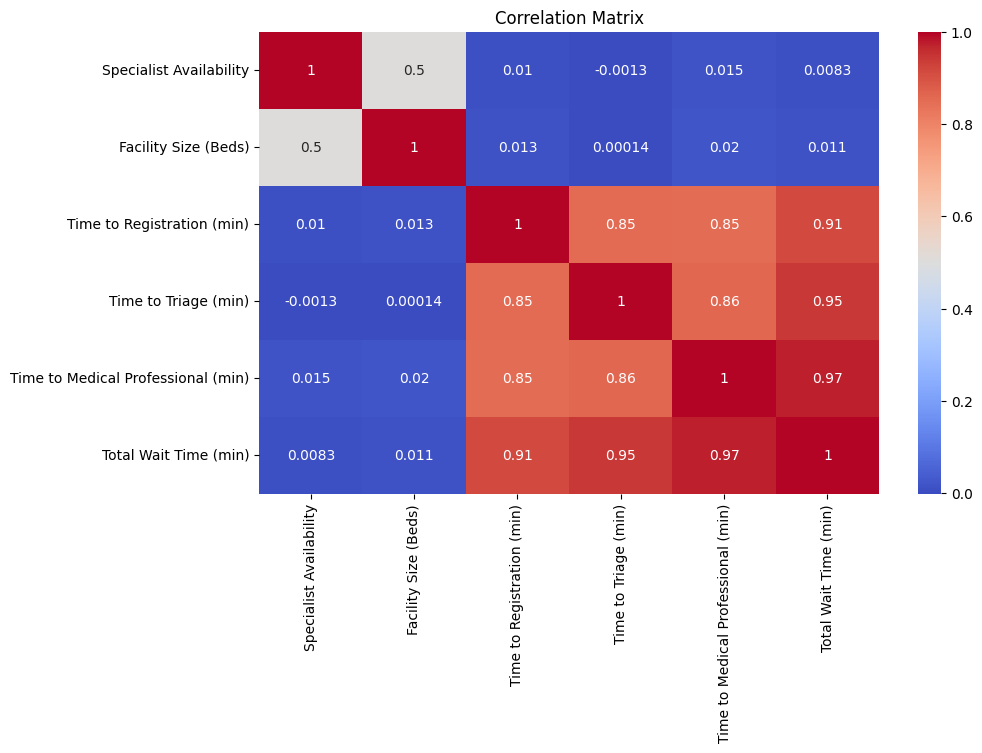 Correlation Matrix
Specialist Availability 1 0.5 0.01 -0.0013 0.015 0.0083
Facility Size (Beds) 0.5 1 0.013 0.00014 0.02 0.011
Time to Registration (min) 0.01 0.013 1 0.85 0.85 0.91
Time to Triage (min) -0.0013 0.00014 0.85 1 0.86 0.95
Time to Medical Professional (min) 0.015 0.02 0.85 0.86 1 0.97
Total Wait Time (min) 0.0083 0.011 0.91 0.95 0.97 1
Specialist Availability
Facility Size (Beds)
Time to Registration (min)
Time to Triage (min)
Time to Medical Professional (min)
Total Wait Time (min)
1.0
0.8
0.6
0.4
0.2
0.0